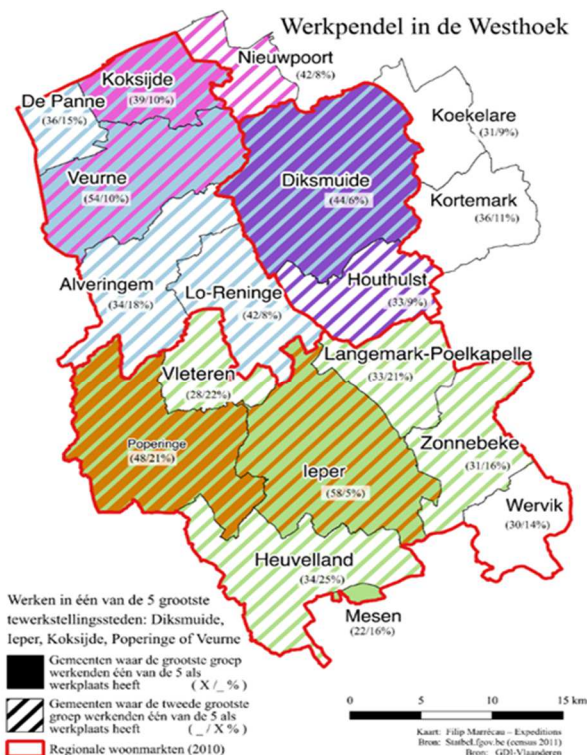 Werkpendel in de Westhoek
Nieuwpoort
(42/8%)
Koksijde
(39/10%)
De Panne
(36/15%)
Koekelare
(31/9%)
Veurne
(54/10%)
Diksmuide
(44/6%)
Kortemark
(36/11%)
Alveringem
(34/18%)
Lo-Reninge
(42/8%)
Houthulst
(33/9%)
Langemark-Poelkapelle
(33/21%)
Vleteren
(28/22%)
Poperinge
(48/21%)
Ieper
(58/5%)
Zonnebeke
(31/16%)
Wervik
(30/14%)
Heuvelland
(34/25%)
Mesen
(22/16%)
Werken in één van de 5 grootste
tewerkstellingssteden: Diksmuide,
Ieper, Koksijde, Poperinge of Veurne
Gemeenten waar de grootste groep
werkenden één van de 5 als
werkplaats heeft ( X /_ % )
Gemeenten waar de tweede grootste
groep werkenden één van de 5 als
werkplaats heeft ( _ / X % )
Regionale woonmarkten (2010)
0 5 10 15 km
Kaart: Filip Marrécau – Expeditions
Bron: Statbel.fgov.be (census 2011)
Bron: GDI-Vlaanderen